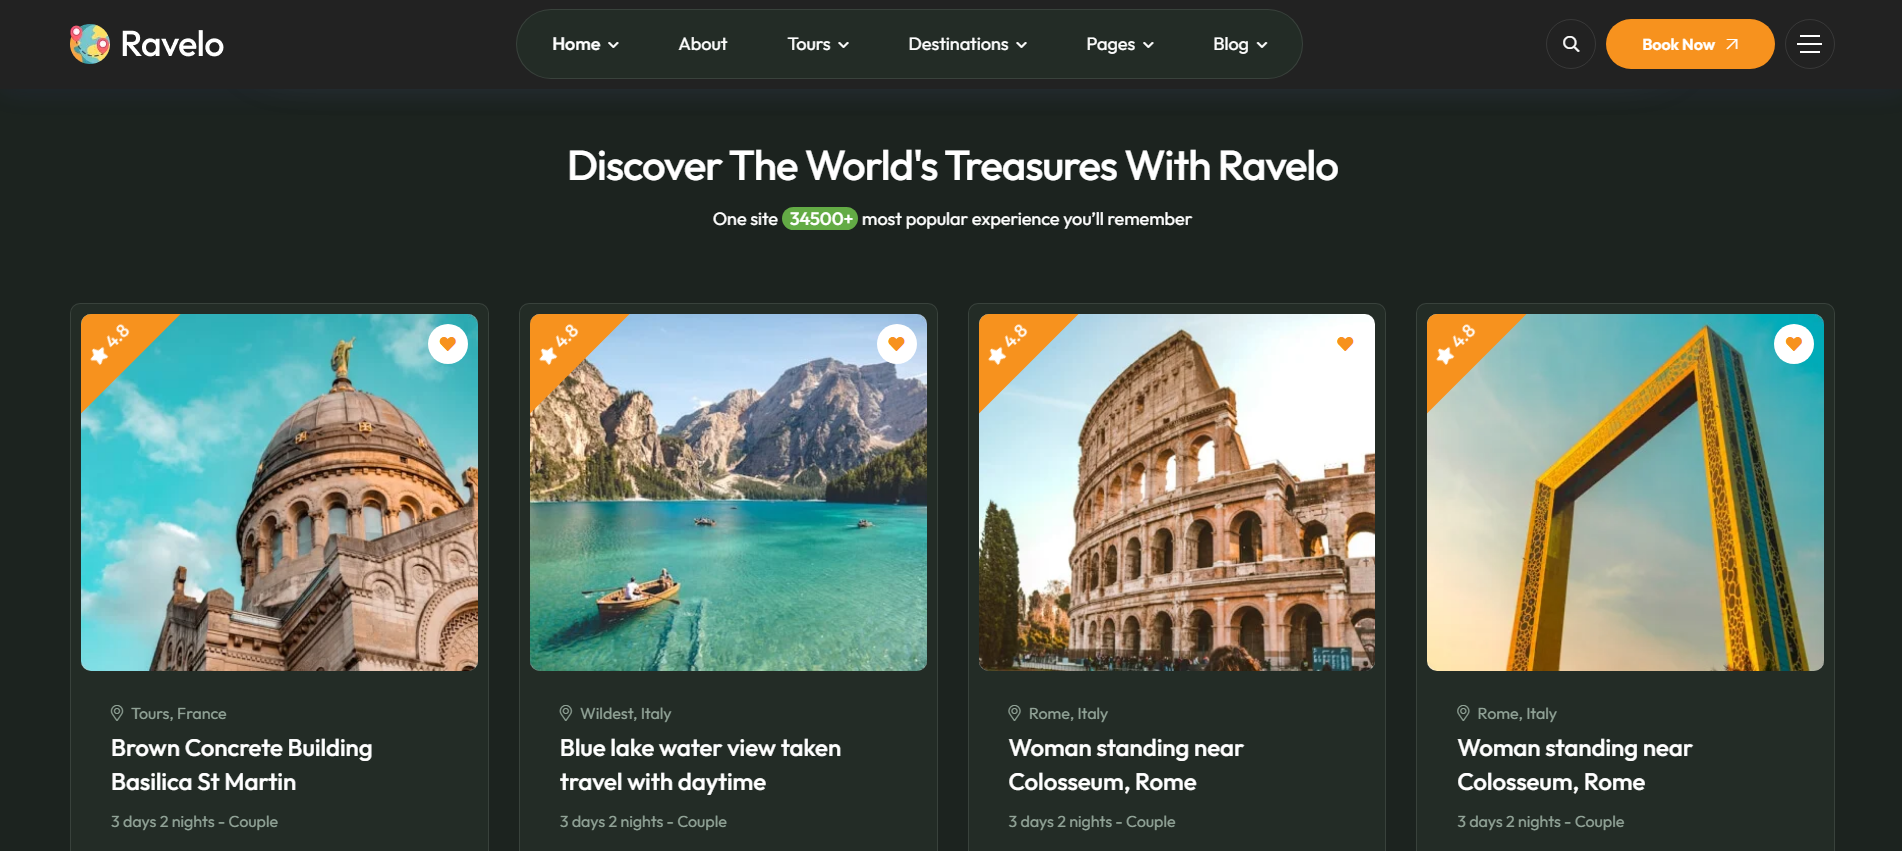 Ravelo
Home
About
Tours
Destinations
Pages
Blog
Book Now
Discover The World's Treasures With Ravelo
One site 34500+ most popular experience you’ll remember
4.8
4.8
4.8
4.8
Tours, France
Brown Concrete Building
Basilica St Martin
3 days 2 nights - Couple
Wildest, Italy
Blue lake water view taken
travel with daytime
3 days 2 nights - Couple
Rome, Italy
Woman standing near
Colosseum, Rome
3 days 2 nights - Couple
Rome, Italy
Woman standing near
Colosseum, Rome
3 days 2 nights - Couple